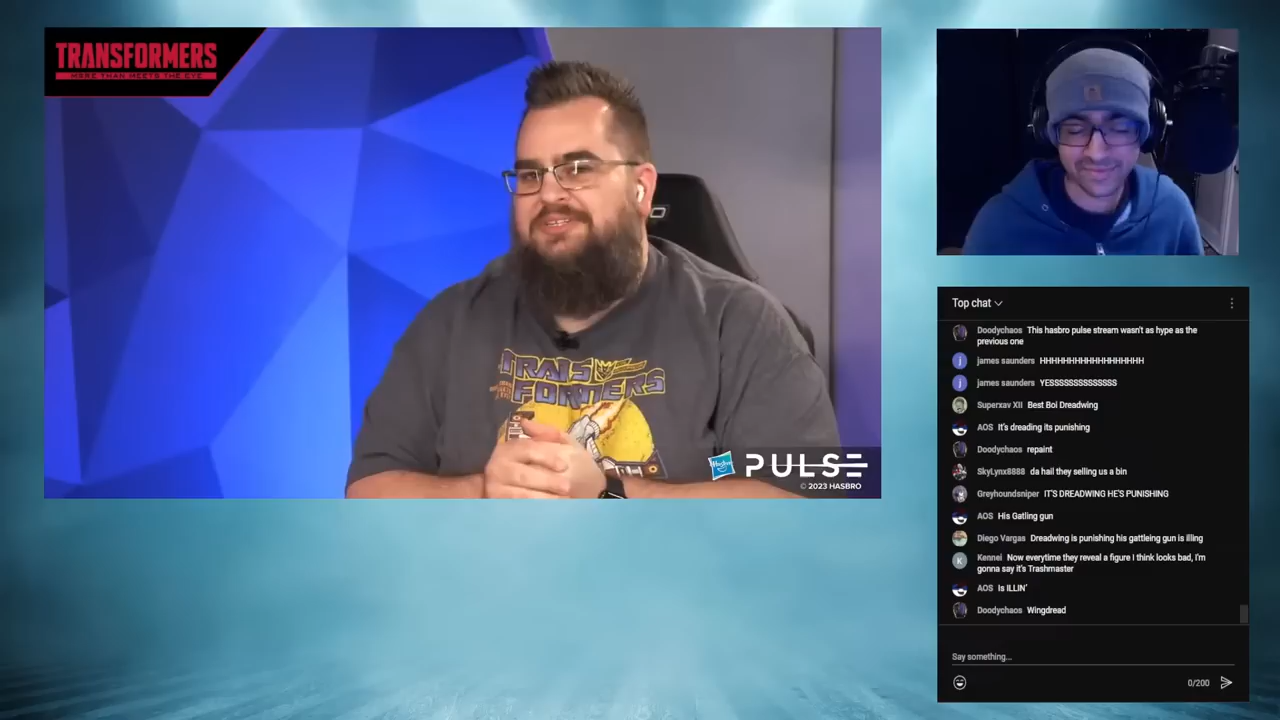 TRANSFORMERS
MORE THAN MEETS THE EYE
TRANS
FORMERS
Hasbro
PULSE
© 2023 HASBRO
Top chat
Doodychaos This hasbro pulse stream wasn't as hype as the
previous one
james saunders HHHHHHHHHHHHHHHHHH
james saunders YESSSSSSSSSSSSSS
Superxav XII Best Boi Dreadwing
AOS It's dreading its punishing
Doodychaos repaint
SkyLynx8888 da hail they selling us a bin
Greyhoundsniper IT'S DREADWING HE'S PUNISHING
AOS His Gatling gun
Diego Vargas Dreadwing is punishing his gattleing gun is illing
K
Kennei Now everytime they reveal a figure I think looks bad, I'm
gonna say it's Trashmaster
AOS Is ILLIN'
Doodychaos Wingdread
Say something...
0/200